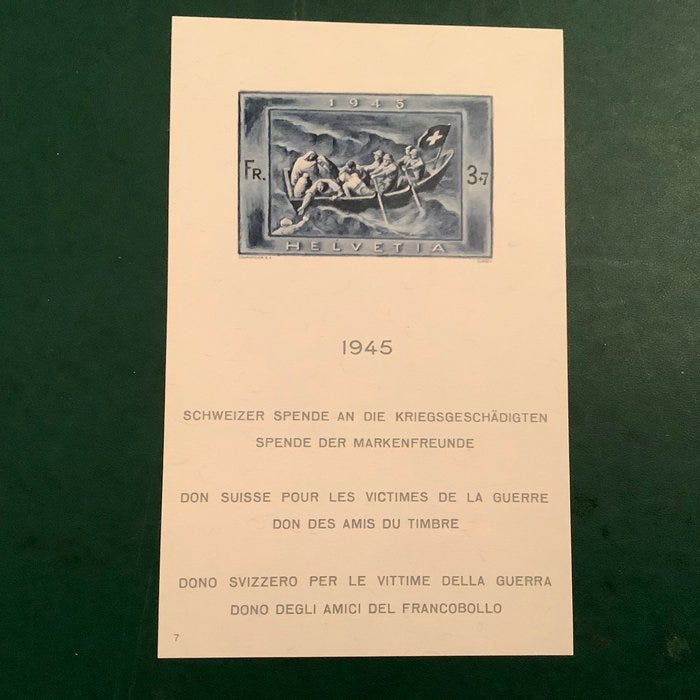 1945
FR. 3+7
HELVETIA
1945
SCHWEIZER SPENDE AN DIE KRIEGSGESCHÄDIGTEN
SPENDE DER MARKENFREUNDE
DON SUISSE POUR LES VICTIMES DE LA GUERRE
DON DES AMIS DU TIMBRE
DONO SVIZZERO PER LE VITTIME DELLA GUERRA
DONO DEGLI AMICI DEL FRANCOBOLLO
7